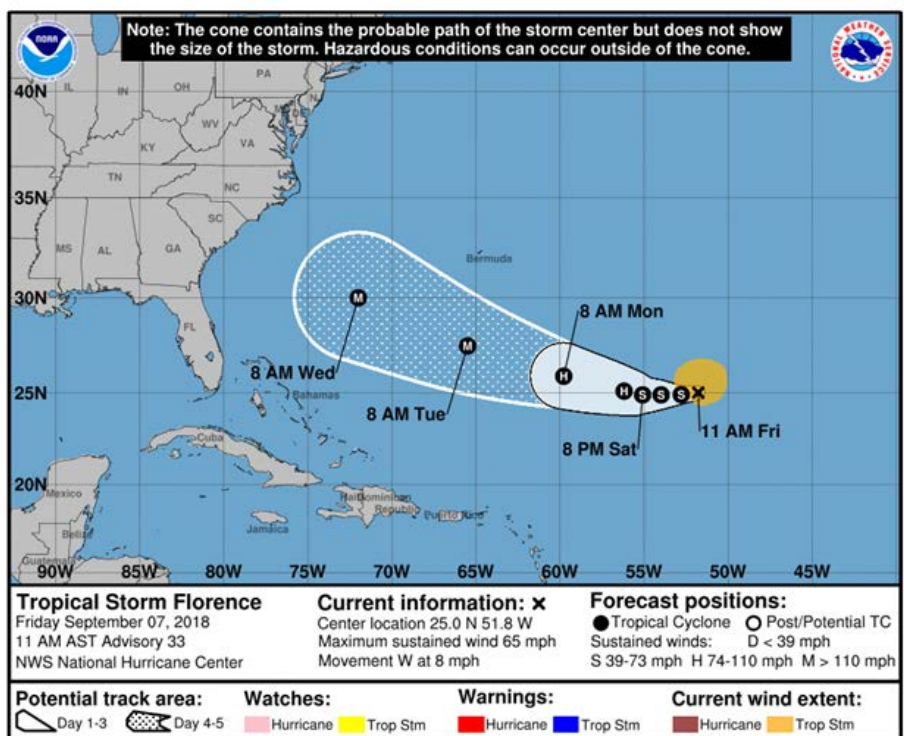 Note: The cone contains the probable path of the storm center but does not show
the size of the storm. Hazardous conditions can occur outside of the cone.
NOAA
NATIONAL WEATHER SERVICE
40N
35N
30N
25N
20N
IL
IN
OH
PA
WV
VA
KY
TN
NC
SC
MS
AL
GA
FL
Bermuda
Bahamas
Cuba
Mexico
Belize
Guatemala
Jamaica
Haiti
Dominican
Republic
Puerto Rico
8 AM Mon
H
M
M
H
S
S
S
8 AM Wed
8 AM Tue
8 PM Sat
11 AM Fri
90W 85W 80W 75W 70W 65W 60W 55W 50W 45W
Tropical Storm Florence
Friday September 07, 2018
11 AM AST Advisory 33
NWS National Hurricane Center
Current information: ×
Center location 25.0 N 51.8 W
Maximum sustained wind 65 mph
Movement W at 8 mph
Forecast positions:
● Tropical Cyclone ○ Post/Potential TC
Sustained winds: D < 39 mph
S 39-73 mph H 74-110 mph M > 110 mph
Potential track area:
Day 1-3 Day 4-5
Watches:
Hurricane Trop Stm
Warnings:
Hurricane Trop Stm
Current wind extent:
Hurricane Trop Stm